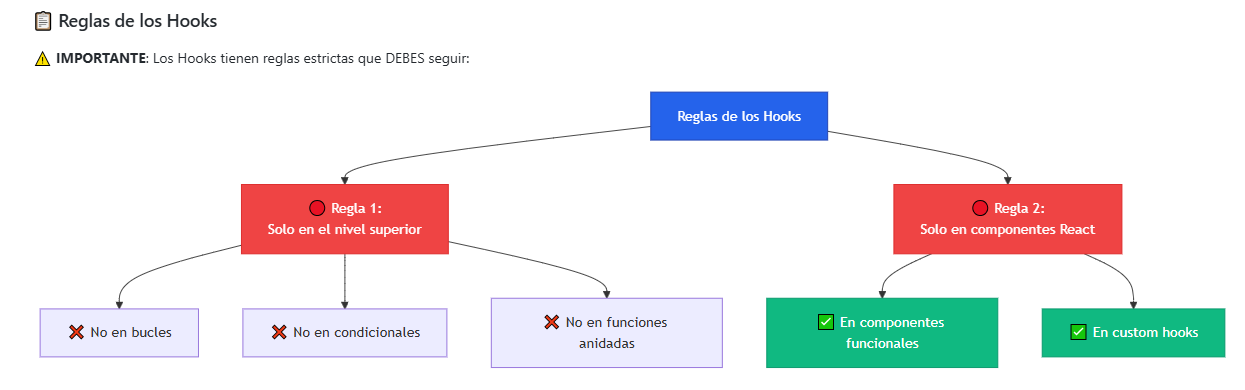 📋 Reglas de los Hooks
⚠️ IMPORTANTE: Los Hooks tienen reglas estrictas que DEBES seguir:
Reglas de los Hooks
🔴 Regla 1:
Solo en el nivel superior
🔴 Regla 2:
Solo en componentes React
❌ No en bucles
❌ No en condicionales
❌ No en funciones
anidadas
✅ En componentes
funcionales
✅ En custom hooks